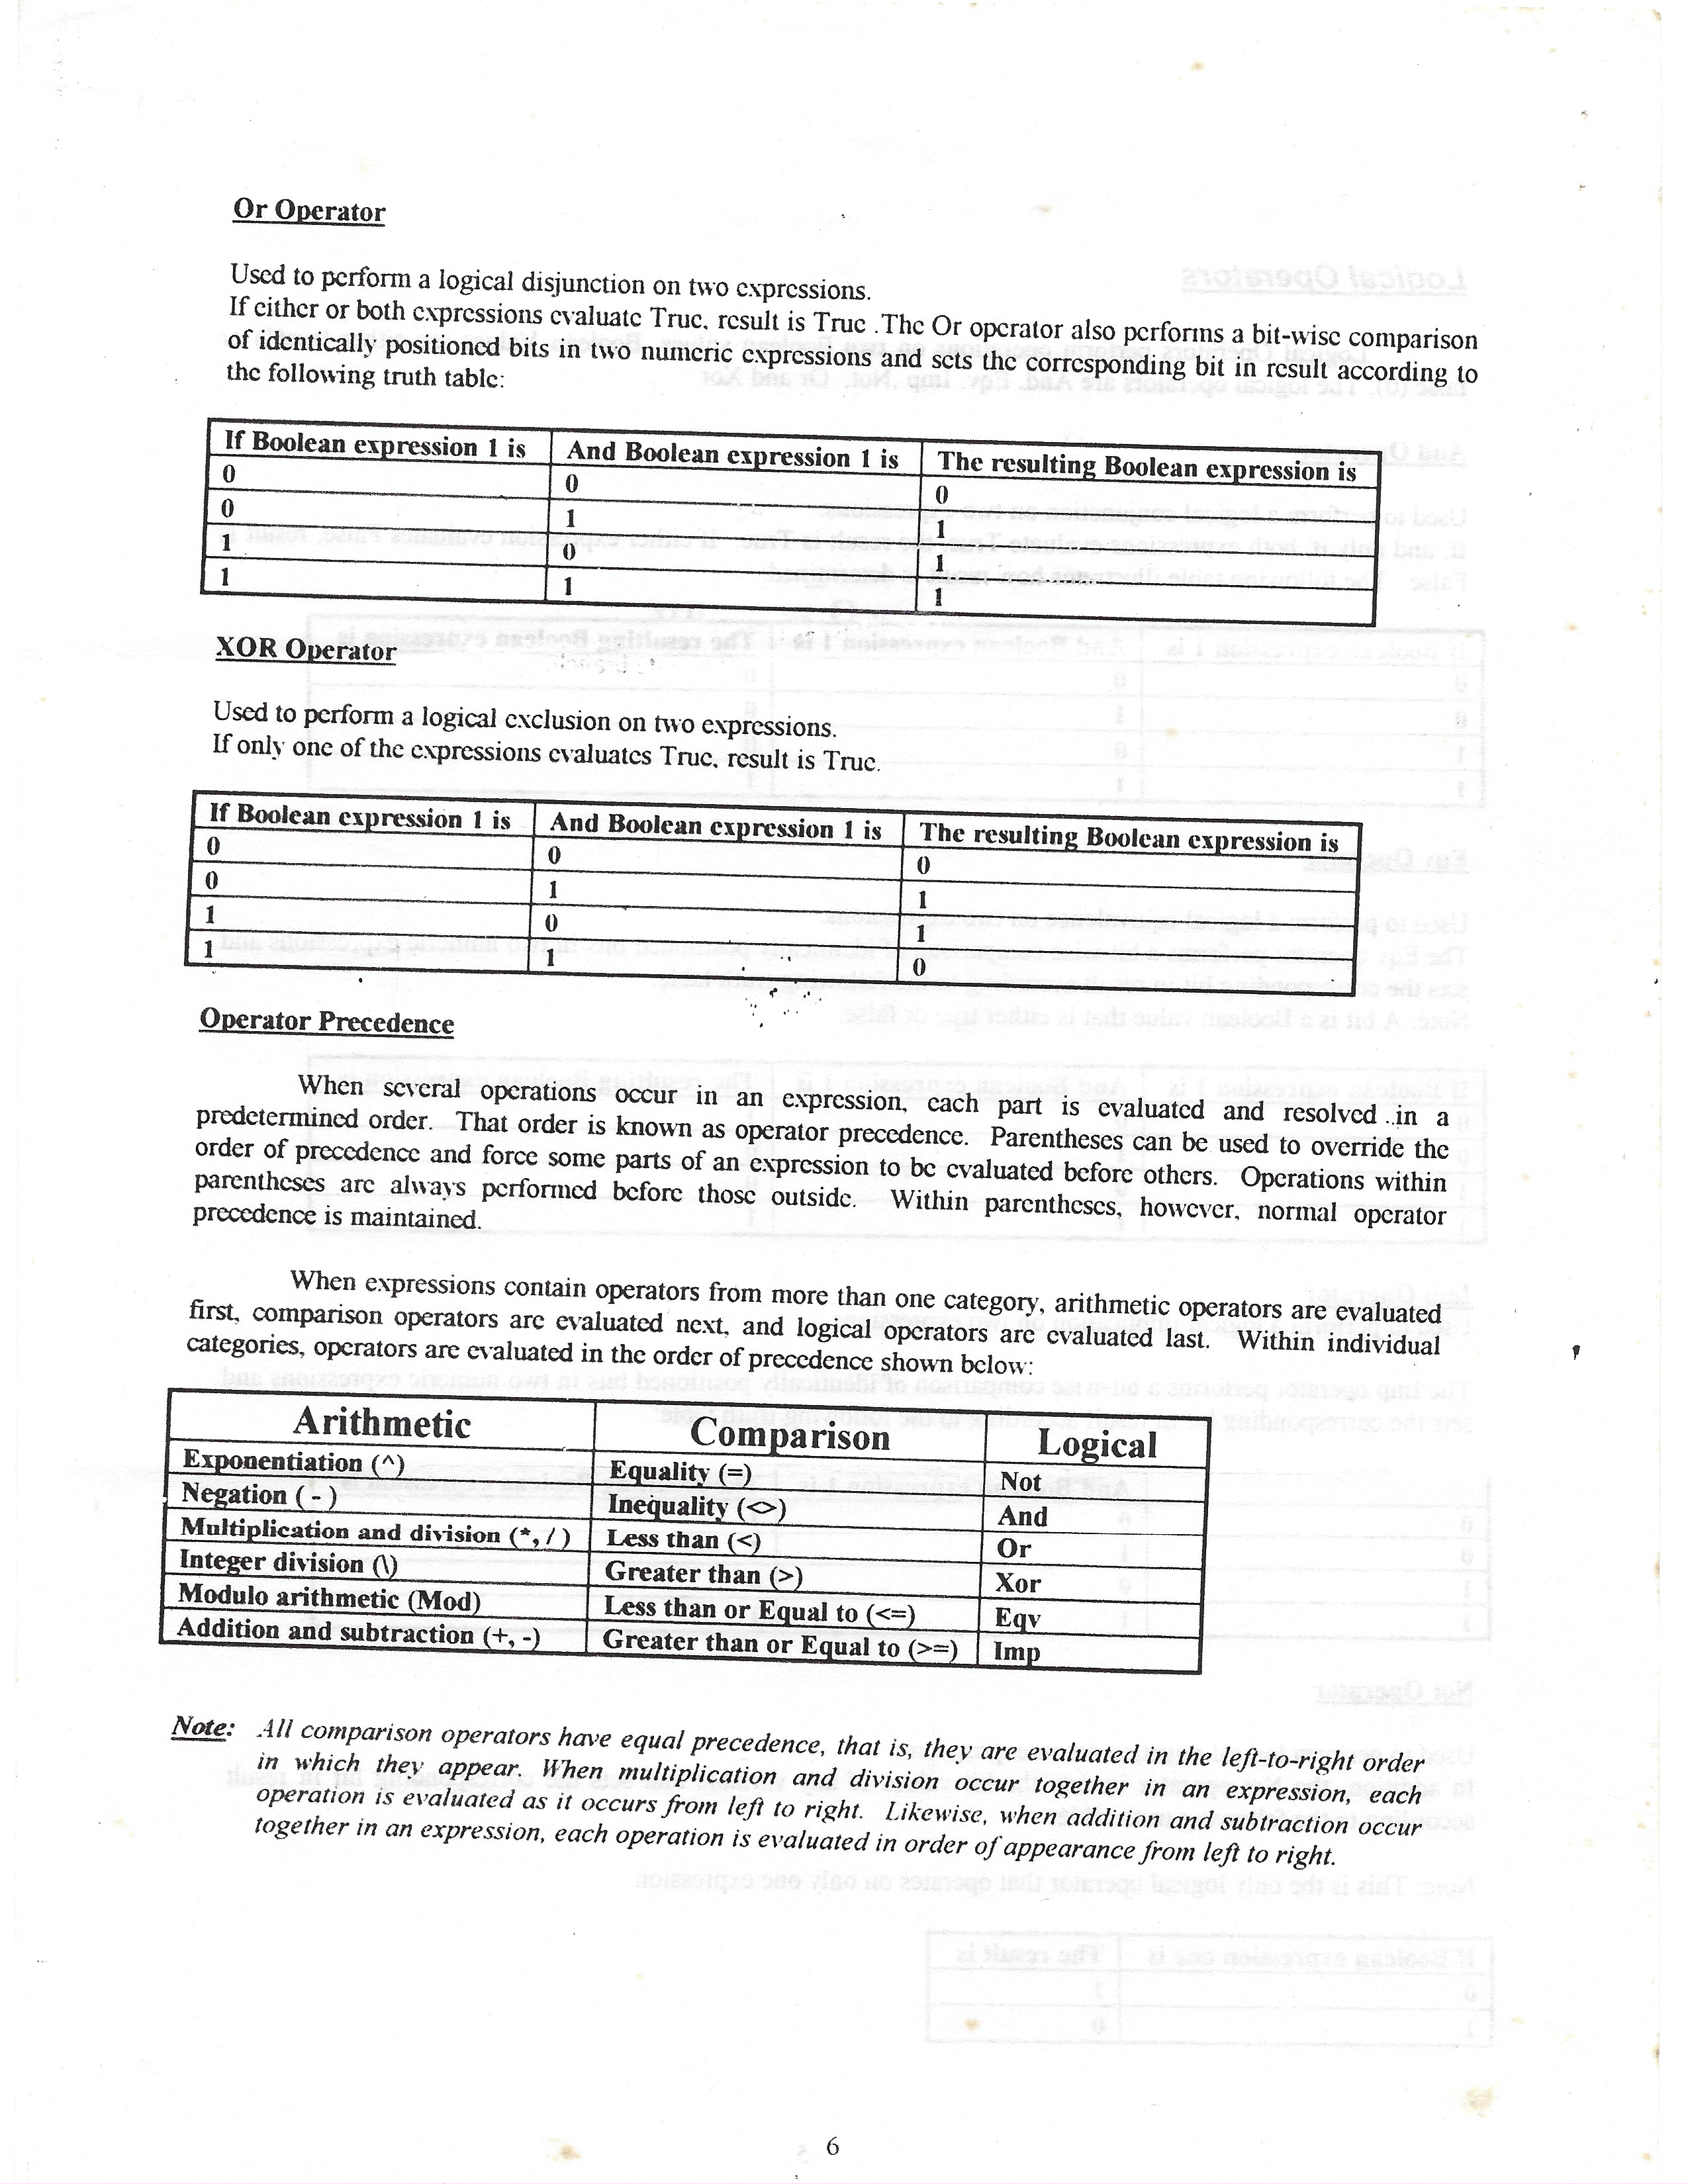 Or Operator
Used to perform a logical disjunction on two expressions.
If either or both expressions evaluate True, result is True .The Or operator also performs a bit-wise comparison
of identically positioned bits in two numeric expressions and sets the corresponding bit in result according to
the following truth table:
If Boolean expression 1 is And Boolean expression 1 is The resulting Boolean expression is
0 0 0
0 1 1
1 0 1
1 1 1
XOR Operator
Used to perform a logical exclusion on two expressions.
If only one of the expressions evaluates True, result is True.
If Boolean expression 1 is And Boolean expression 1 is The resulting Boolean expression is
0 0 0
0 1 1
1 0 1
1 1 0
Operator Precedence
When several operations occur in an expression, each part is evaluated and resolved in a
predetermined order. That order is known as operator precedence. Parentheses can be used to override the
order of precedence and force some parts of an expression to be evaluated before others. Operations within
parentheses are always performed before those outside. Within parentheses, however, normal operator
precedence is maintained.
When expressions contain operators from more than one category, arithmetic operators are evaluated
first, comparison operators are evaluated next, and logical operators are evaluated last. Within individual
categories, operators are evaluated in the order of precedence shown below:
Arithmetic Comparison Logical
Exponentiation (^) Equality (=) Not
Negation ( - ) Inequality (<>) And
Multiplication and division (*, / ) Less than (<) Or
Integer division (\) Greater than (>) Xor
Modulo arithmetic (Mod) Less than or Equal to (<=) Eqv
Addition and subtraction (+, -) Greater than or Equal to (>=) Imp
Note: All comparison operators have equal precedence, that is, they are evaluated in the left-to-right order
in which they appear. When multiplication and division occur together in an expression, each
operation is evaluated as it occurs from left to right. Likewise, when addition and subtraction occur
together in an expression, each operation is evaluated in order of appearance from left to right.
6